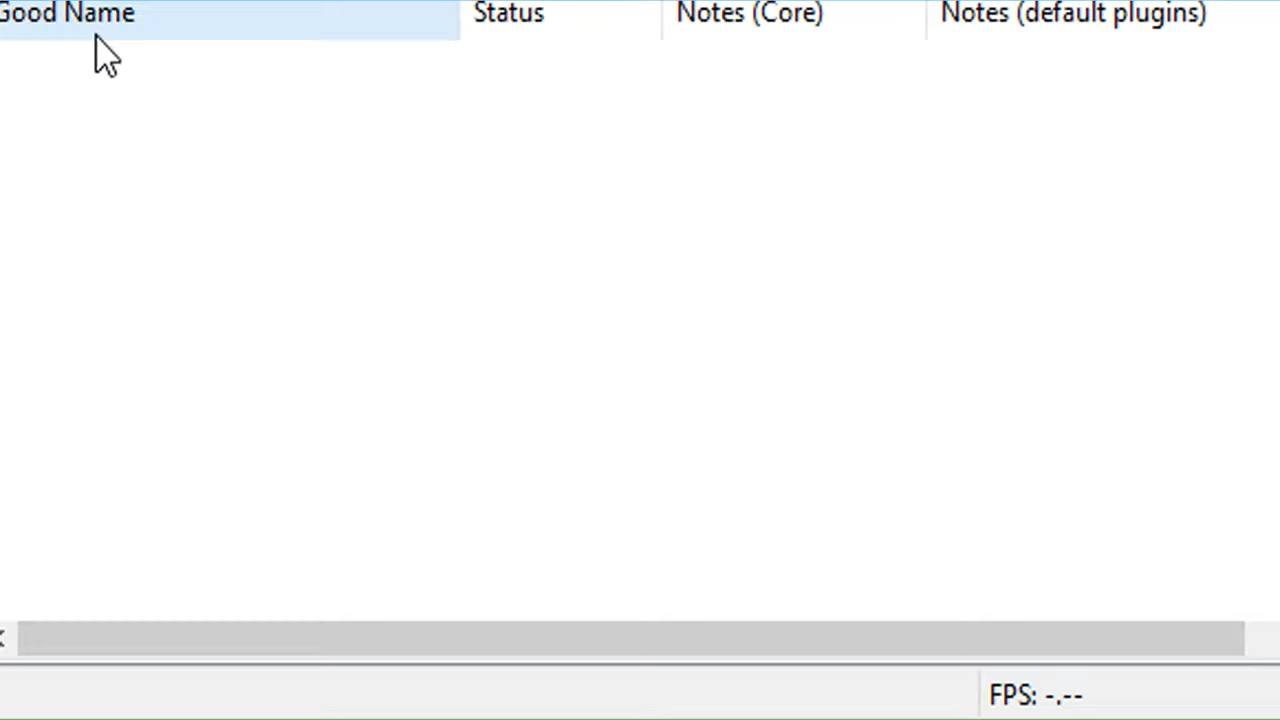 Good Name Status Notes (Core) Notes (default plugins)
FPS: -.--